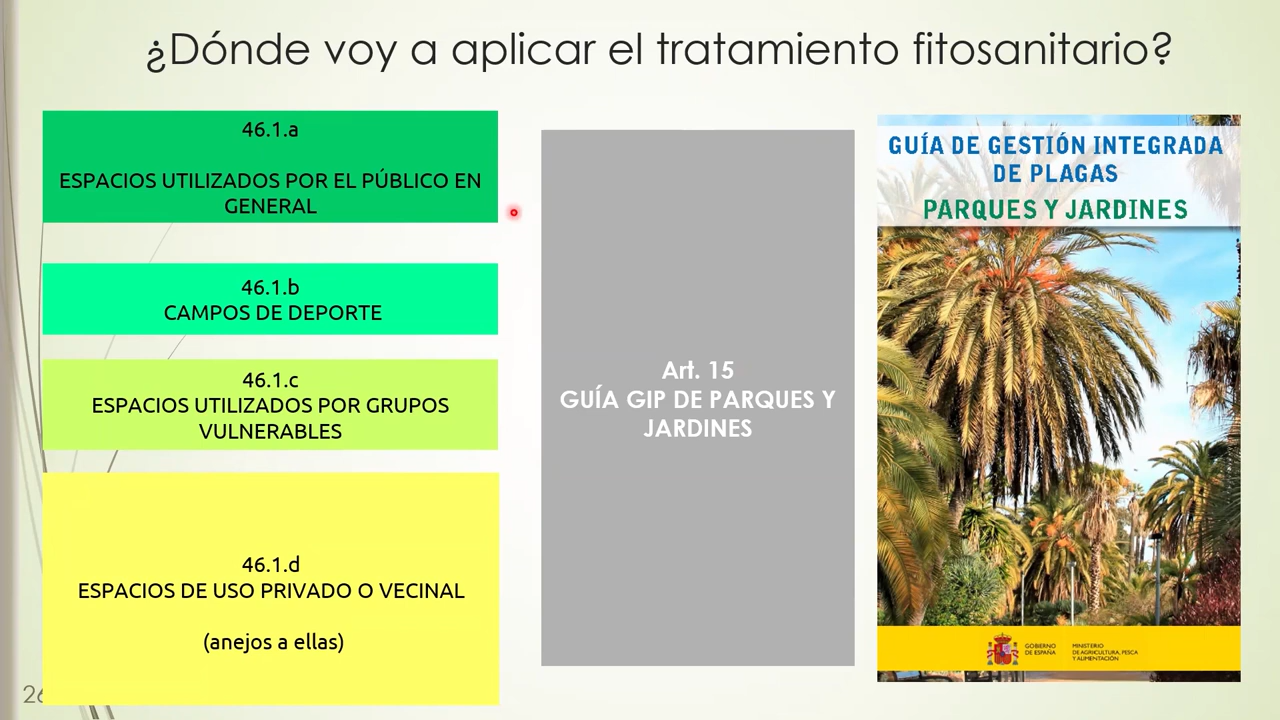 ¿Dónde voy a aplicar el tratamiento fitosanitario?
46.1.a
ESPACIOS UTILIZADOS POR EL PÚBLICO EN
GENERAL
46.1.b
CAMPOS DE DEPORTE
46.1.c
ESPACIOS UTILIZADOS POR GRUPOS
VULNERABLES
46.1.d
ESPACIOS DE USO PRIVADO O VECINAL
(anejos a ellas)
Art. 15
GUÍA GIP DE PARQUES Y
JARDINES
GUÍA DE GESTIÓN INTEGRADA
DE PLAGAS
PARQUES Y JARDINES
GOBIERNO
DE ESPAÑA
MINISTERIO
DE AGRICULTURA, PESCA
Y ALIMENTACIÓN
26